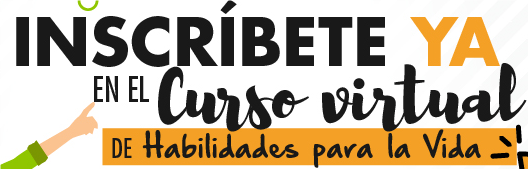 INSCRÍBETE YA
EN EL Curso virtual
DE Habilidades para la Vida